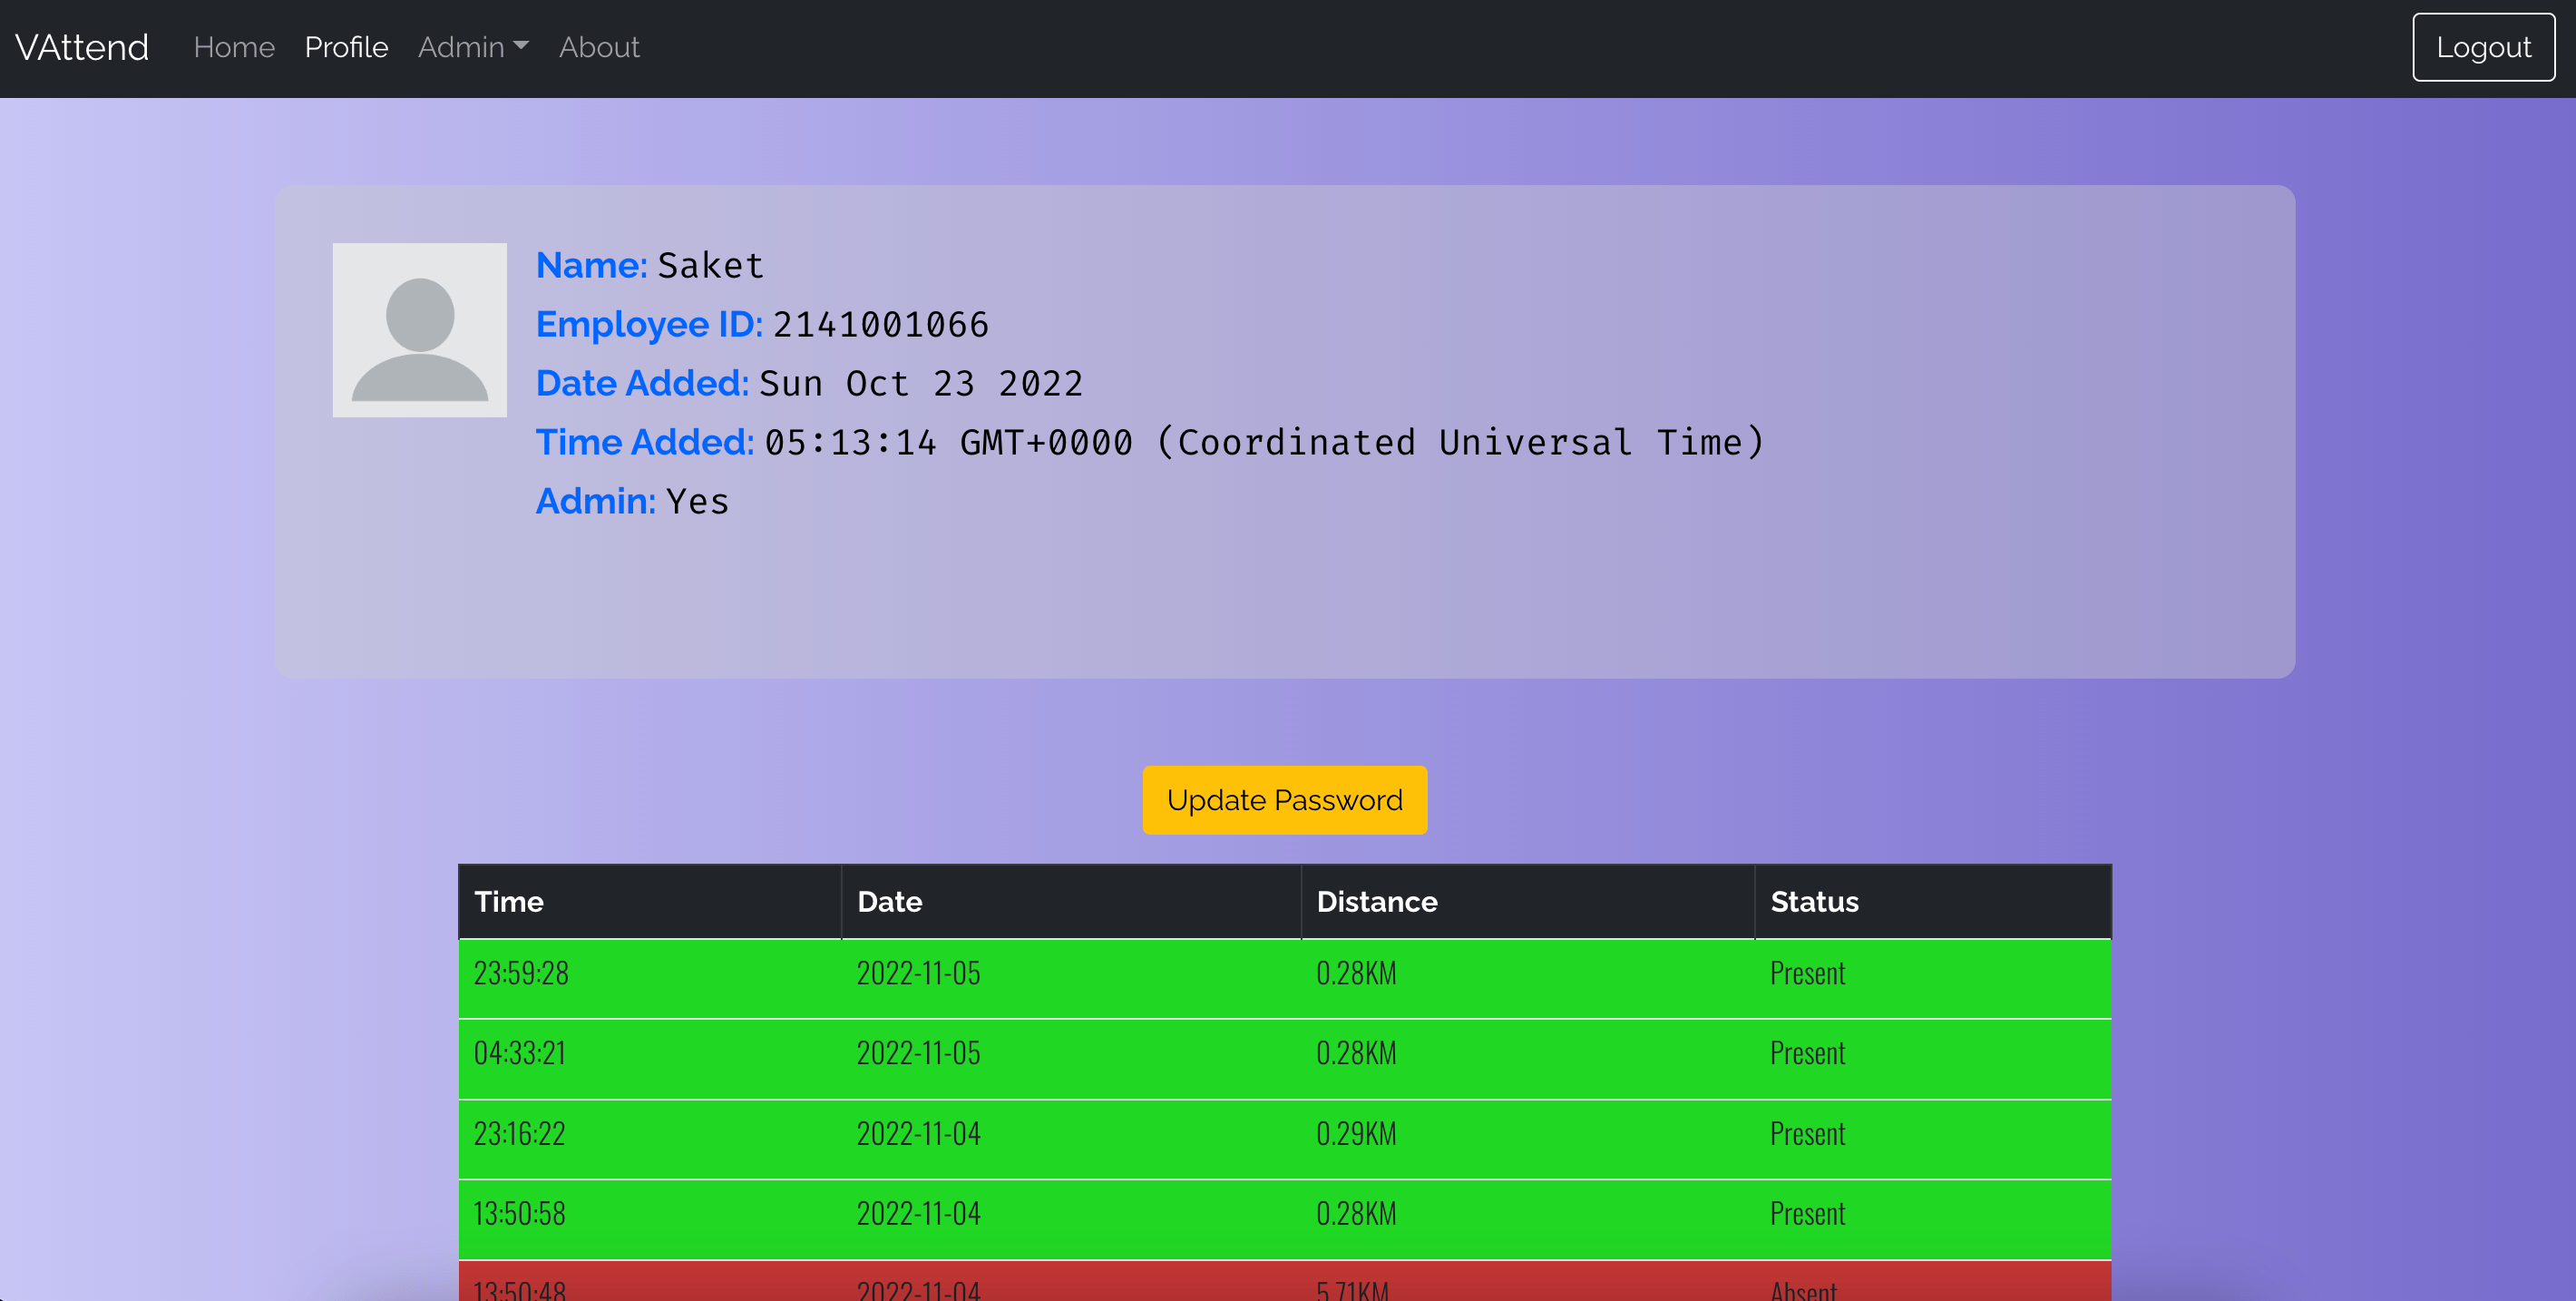 VAttend Home Profile Admin About Logout
Name: Saket
Employee ID: 2141001066
Date Added: Sun Oct 23 2022
Time Added: 05:13:14 GMT+0000 (Coordinated Universal Time)
Admin: Yes
Update Password
Time Date Distance Status
23:59:28 2022-11-05 0.28KM Present
04:33:21 2022-11-05 0.28KM Present
23:16:22 2022-11-04 0.29KM Present
13:50:58 2022-11-04 0.28KM Present
13:50:48 2022-11-04 5.71KM Absent